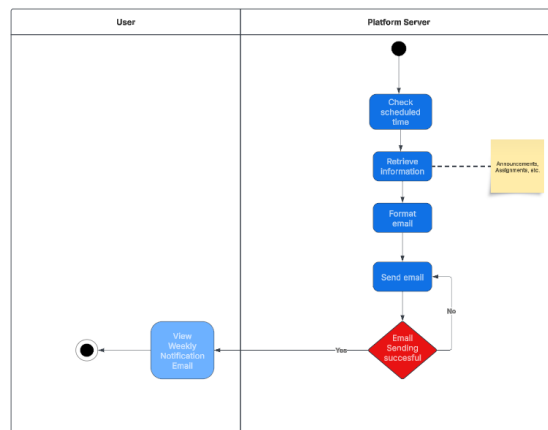 User
Platform Server
Check
scheduled
time
Retrieve
Information
Announcements,
Assignments, etc.
Format
email
Send email
No
Email
Sending
succesful
Yes
View
Weekly
Notification
Email